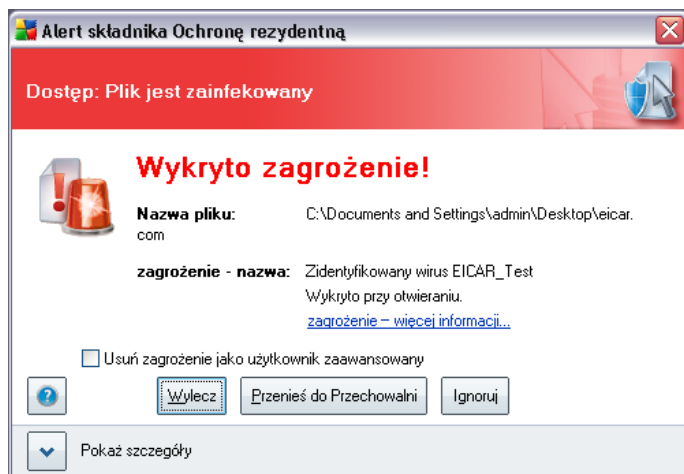 Alert składnika Ochronę rezydentną
Dostęp: Plik jest zainfekowany
Wykryto zagrożenie!
Nazwa pliku: C:\Documents and Settings\admin\Desktop\eicar.
com
zagrożenie - nazwa: Zidentyfikowany wirus EICAR_Test
Wykryto przy otwieraniu.
zagrożenie – więcej informacji...
Usuń zagrożenie jako użytkownik zaawansowany
? Wylecz Przenieś do Przechowalni Ignoruj
Pokaż szczegóły